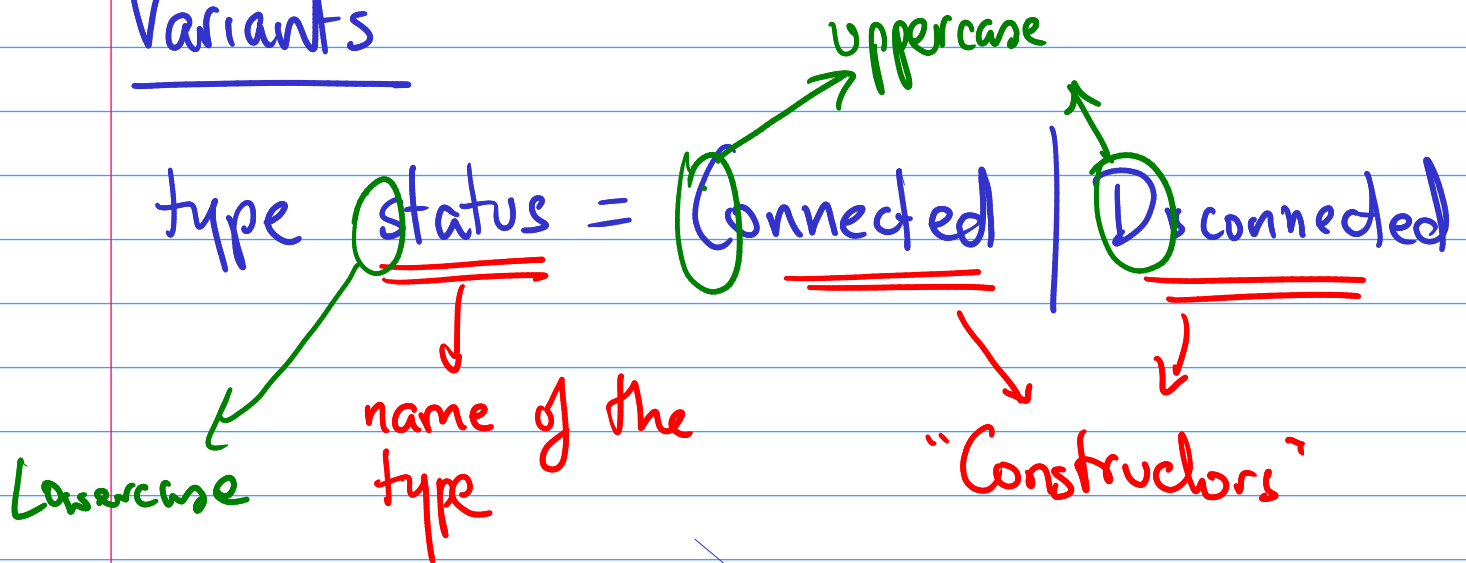 Variants
uppercase
type status = Connected | Disconnected
name of the
type
Lowercase
"Constructors"